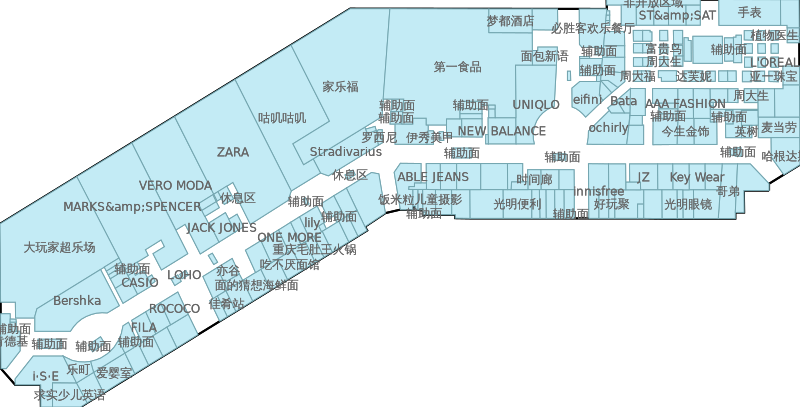 非开放区域
ST&amp;SAT
手表
梦都酒店
必胜客欢乐餐厅
植物医生
辅助面
富贵鸟
辅助面
面包新语
周大生
L'OREAL
第一食品
辅助面
周大福
达芙妮
亚一珠宝
家乐福
周大生
辅助面
辅助面
UNIQLO
eifini
Bata
AAA FASHION
咕叽咕叽
辅助面
辅助面
辅助面
罗西尼
伊秀美甲
NEW BALANCE
ochirly
今生金饰
英树
麦当劳
ZARA
Stradivarius
辅助面
辅助面
辅助面
哈根达斯
休息区
ABLE JEANS
时间廊
JZ
Key Wear
VERO MODA
innisfree
哥弟
休息区
辅助面
饭米粒儿童摄影
光明便利
好玩聚
光明眼镜
MARKS&amp;SPENCER
辅助面
辅助面
辅助面
lily
JACK JONES
ONE MORE
大玩家超乐场
重庆毛肚王火锅
辅助面
亦谷
吃不厌面馆
CASIO
LOHO
面的猜想海鲜面
Bershka
佳肴站
ROCOCO
辅助面
FILA
肯德基
辅助面
辅助面
辅助面
i·S·E
乐町
爱婴室
求实少儿英语